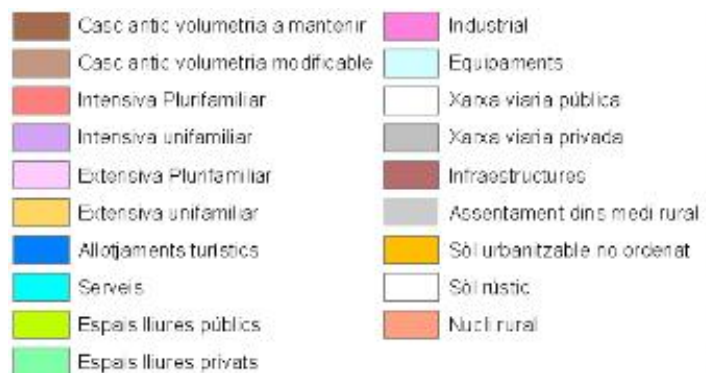 Casc antic volumetria a mantenir
Casc antic volumetria modificable
Intensiva Plurifamiliar
Intensiva unifamiliar
Extensiva Plurifamiliar
Extensiva unifamiliar
Allotjaments turístics
Serveis
Espais lliures públics
Espais lliures privats
Industrial
Equipaments
Xarxa viaria pública
Xarxa viaria privada
Infraestructures
Assentament dins medi rural
Sòl urbanitzable no ordenat
Sòl rústic
Nucli rural